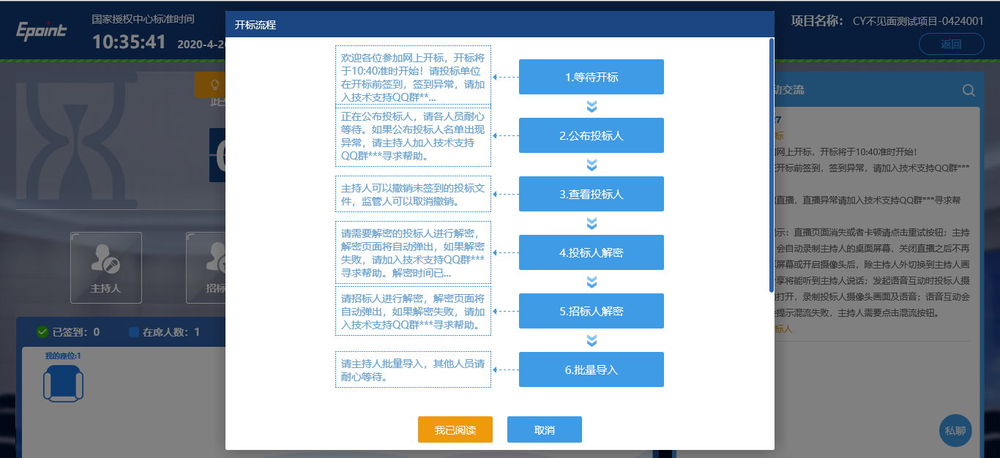 Epoint
国家授权中心标准时间
10:35:41 2020-4-2
项目名称： CY不见面测试项目-0424001
返回
开标流程
欢迎各位参加网上开标，开标将
于10:40准时开始！请投标单位
在开标前签到，签到异常，请加
入技术支持QQ群**...
1.等待开标
正在公布投标人，请各人员耐心
等待。如果公布投标人名单出现
异常，请主持人加入技术支持
QQ群***寻求帮助。
2.公布投标人
主持人可以撤销未签到的投标文
件，监管人可以取消撤销。
3.查看投标人
请需要解密的投标人进行解密，
解密页面将自动弹出，如果解密
失败，请加入技术支持QQ群***
寻求帮助。解密时间已...
4.投标人解密
请招标人进行解密，解密页面将
自动弹出，如果解密失败，请加
入技术支持QQ群***寻求帮助。
5.招标人解密
请主持人批量导入，其他人员请
耐心等待。
6.批量导入
我已阅读
取消
距
主持人
招标
已签到：0
在席人数：1
我的座位:1
动交流
7
标
网上开标，开标将于10:40准时开始！
开标前签到，签到异常，请加入技术支持QQ群***
直播，直播异常请加入技术支持QQ群***寻求帮
示：直播页面消失或者卡顿请点击重试按钮；主持
会自动录制主持人的桌面屏幕，关闭直播之后不再
屏幕或开启摄像头后，除主持人外切换到主持人画
享将能听到主持人说话；发起语音互动时投标人摄
打开，录制投标人摄像头画面及语音；语音互动会
提示混流失败，主持人需要点击混流按钮。
标人
私聊